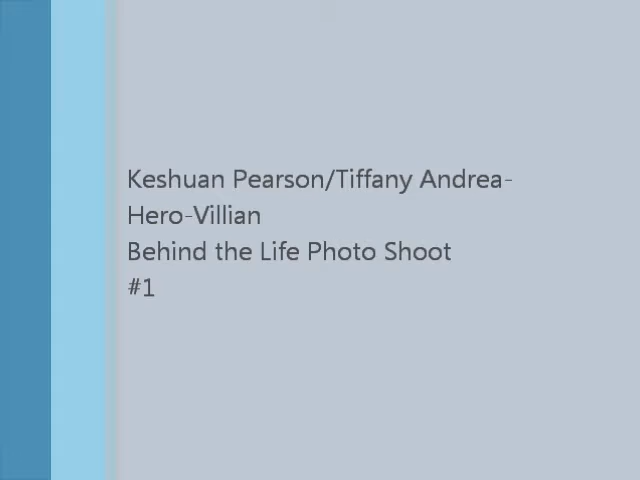 Keshuan Pearson/Tiffany Andrea-
Hero-Villian
Behind the Life Photo Shoot
#1